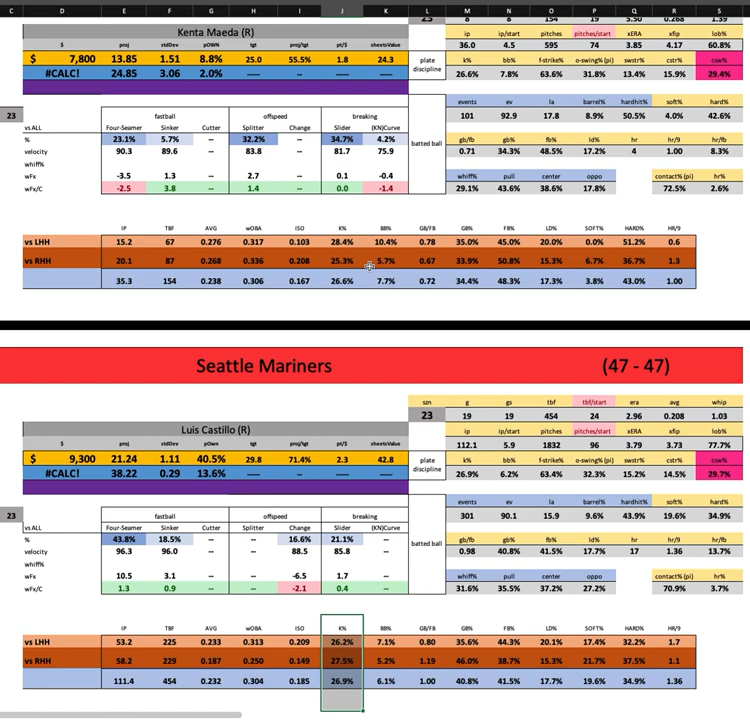 C D E F G H I J K L M N O P Q R S
23 8 8 154 19 5.50 0.268 1.39
Kenta Maeda (R) ip ip/start pitches pitches/start xERA xfip lob%
$ proj stdDev pOWN tgt proj/tgt pt/$ sheetsValue 36.0 4.5 595 74 3.85 4.17 60.8%
$ 7,800 13.85 1.51 8.8% 25.0 55.5% 1.8 24.3 plate discipline k% bb% f-strike% o-swing% (pi) swstr% cstr% csw%
#CALC! 24.85 3.06 2.0% ---- -- ---- ---- 26.6% 7.8% 63.6% 31.8% 13.4% 15.9% 29.4%
events ev la barrel% hardhit% soft% hard%
23 fastball offspeed breaking 101 92.9 17.8 8.9% 50.5% 4.0% 42.6%
vs ALL Four-Seamer Sinker Cutter Splitter Change Slider (KN)Curve batted ball
% 23.1% 5.7% -- 32.2% -- 34.7% 4.2% gb/fb gb% fb% ld% hr hr/9 hr/fb
velocity 90.3 89.6 -- 83.8 -- 81.7 75.9 0.71 34.3% 48.5% 17.2% 4 1.00 8.3%
whiff%
wFx -3.5 1.3 2.7 0.1 -0.4 whiff% pull center oppo contact% (pi) hr%
wFx/C -2.5 3.8 -- 1.4 -- 0.0 -1.4 29.1% 43.6% 38.6% 17.8% 72.5% 2.6%
IP TBF AVG wOBA ISO K% BB% GB/FB GB% FB% LD% SOFT% HARD% HR/9
vs LHH 15.2 67 0.276 0.317 0.103 28.4% 10.4% 0.78 35.0% 45.0% 20.0% 0.0% 51.2% 0.6
vs RHH 20.1 87 0.268 0.336 0.208 25.3% 5.7% 0.67 33.9% 50.8% 15.3% 6.7% 36.7% 1.3
35.3 154 0.238 0.306 0.167 26.6% 7.7% 0.72 34.4% 48.3% 17.3% 3.8% 43.0% 1.00
Seattle Mariners (47 - 47)
szn g gs tbf tbf/start era avg whip
23 19 19 454 24 2.96 0.208 1.03
Luis Castillo (R) ip ip/start pitches pitches/start xERA xfip lob%
$ proj stdDev pOwn tgt proj/tgt pt/$ sheetsValue 112.1 5.9 1832 96 3.79 3.73 77.7%
$ 9,300 21.24 1.11 40.5% 29.8 71.4% 2.3 42.8 plate discipline k% bb% f-strike% o-swing% (pi) swstr% cstr% csw%
#CALC! 38.22 0.29 13.6% ---- -- ---- ---- 26.9% 6.2% 63.4% 32.3% 15.2% 14.5% 29.7%
events ev la barrel% hardhit% soft% hard%
23 fastball offspeed breaking 301 90.1 15.9 9.6% 43.9% 19.6% 34.9%
vs ALL Four-Seamer Sinker Cutter Splitter Change Slider (KN)Curve batted ball
% 43.8% 18.5% -- -- 16.6% 21.1% -- gb/fb gb% fb% ld% hr hr/9 hr/fb
velocity 96.3 96.0 -- -- 88.5 85.8 -- 0.98 40.8% 41.5% 17.7% 17 1.36 13.7%
whiff%
wFx 10.5 3.1 -6.5 1.7 whiff% pull center oppo contact% (pi) hr%
wFx/C 1.3 0.9 -- -- -2.1 0.4 -- 31.6% 35.5% 37.2% 27.2% 70.9% 3.7%
IP TBF AVG wOBA ISO K% BB% GB/FB GB% FB% LD% SOFT% HARD% HR/9
vs LHH 53.2 225 0.233 0.313 0.209 26.2% 7.1% 0.80 35.6% 44.3% 20.1% 17.4% 32.2% 1.7
vs RHH 58.2 229 0.187 0.250 0.149 27.5% 5.2% 1.19 46.0% 38.7% 15.3% 21.7% 37.5% 1.1
111.4 454 0.232 0.304 0.185 26.9% 6.1% 1.00 40.8% 41.5% 17.7% 19.6% 34.9% 1.36